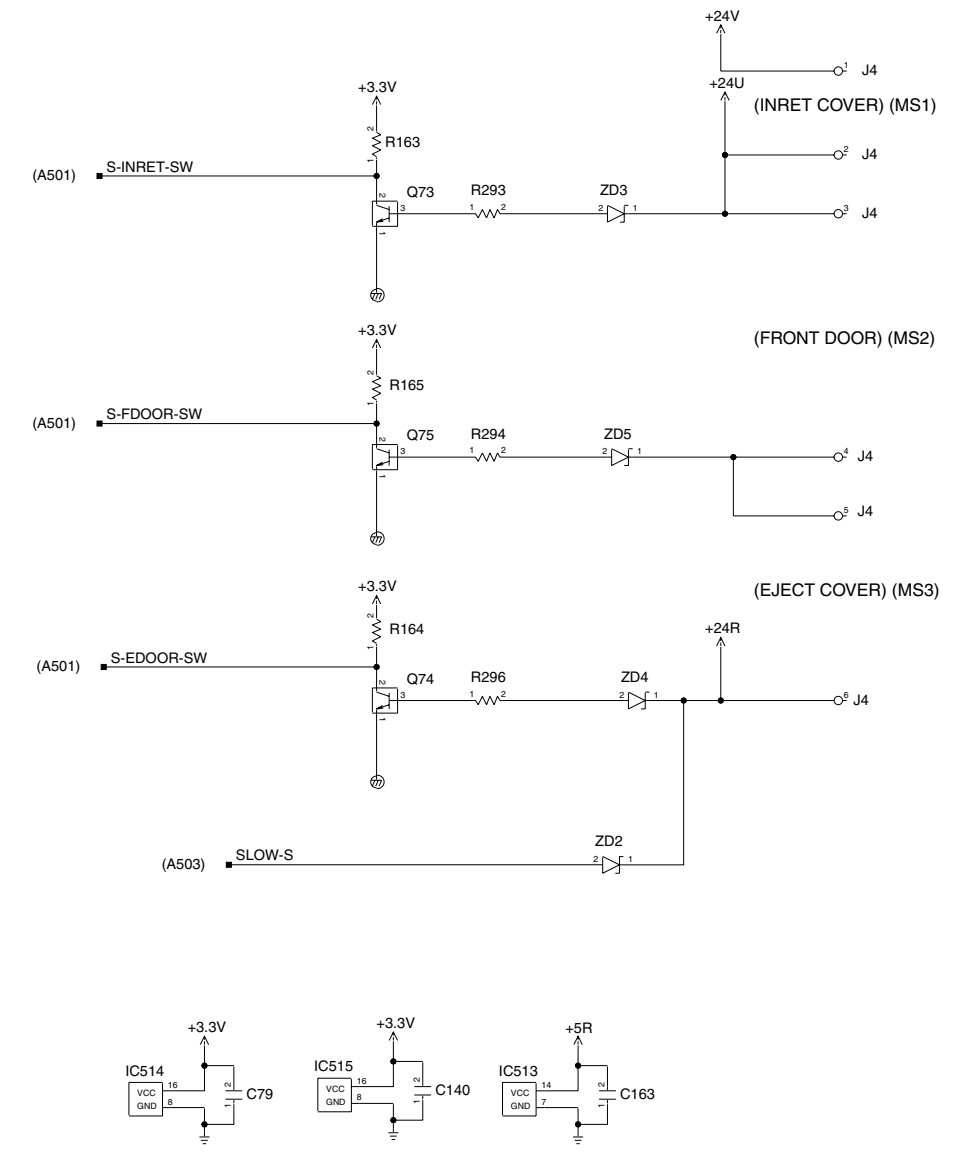 +24V
1 J4
+24U
(INRET COVER) (MS1)
+3.3V
2
R163
1
2 J4
(A501) S-INRET-SW
2
Q73
3
1
R293
1 2
ZD3
2 1
3 J4
+3.3V
(FRONT DOOR) (MS2)
2
R165
1
(A501) S-FDOOR-SW
2
Q75
3
1
R294
1 2
ZD5
2 1
4 J4
5 J4
+3.3V
(EJECT COVER) (MS3)
2
R164
1
+24R
(A501) S-EDOOR-SW
2
Q74
3
1
R296
1 2
ZD4
2 1
6 J4
ZD2
(A503) SLOW-S
2 1
+3.3V
IC514
VCC 16
GND 8
2
C79
1
+3.3V
IC515
VCC 16
GND 8
2
C140
1
+5R
IC513
VCC 14
GND 7
2
C163
1